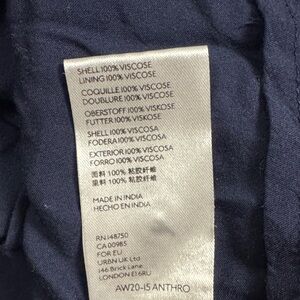 SHELL 100% VISCOSE
LINING 100% VISCOSE
COQUILLE 100% VISCOSE
DOUBLURE 100% VISCOSE
OBERSTOFF 100% VISKOSE
FUTTER 100% VISKOSE
SHELL 100% VISCOSA
FODERA 100% VISCOSA
EXTERIOR 100% VISCOSA
FORRO 100% VISCOSA
面料 100% 粘胶纤维
里料 100% 粘胶纤维
MADE IN INDIA
HECHO EN INDIA
RN 148750
CA 00985
FOR EU
URBN UK Ltd
146 Brick Lane,
LONDON E1 6RU
AW20-15 ANTHRO